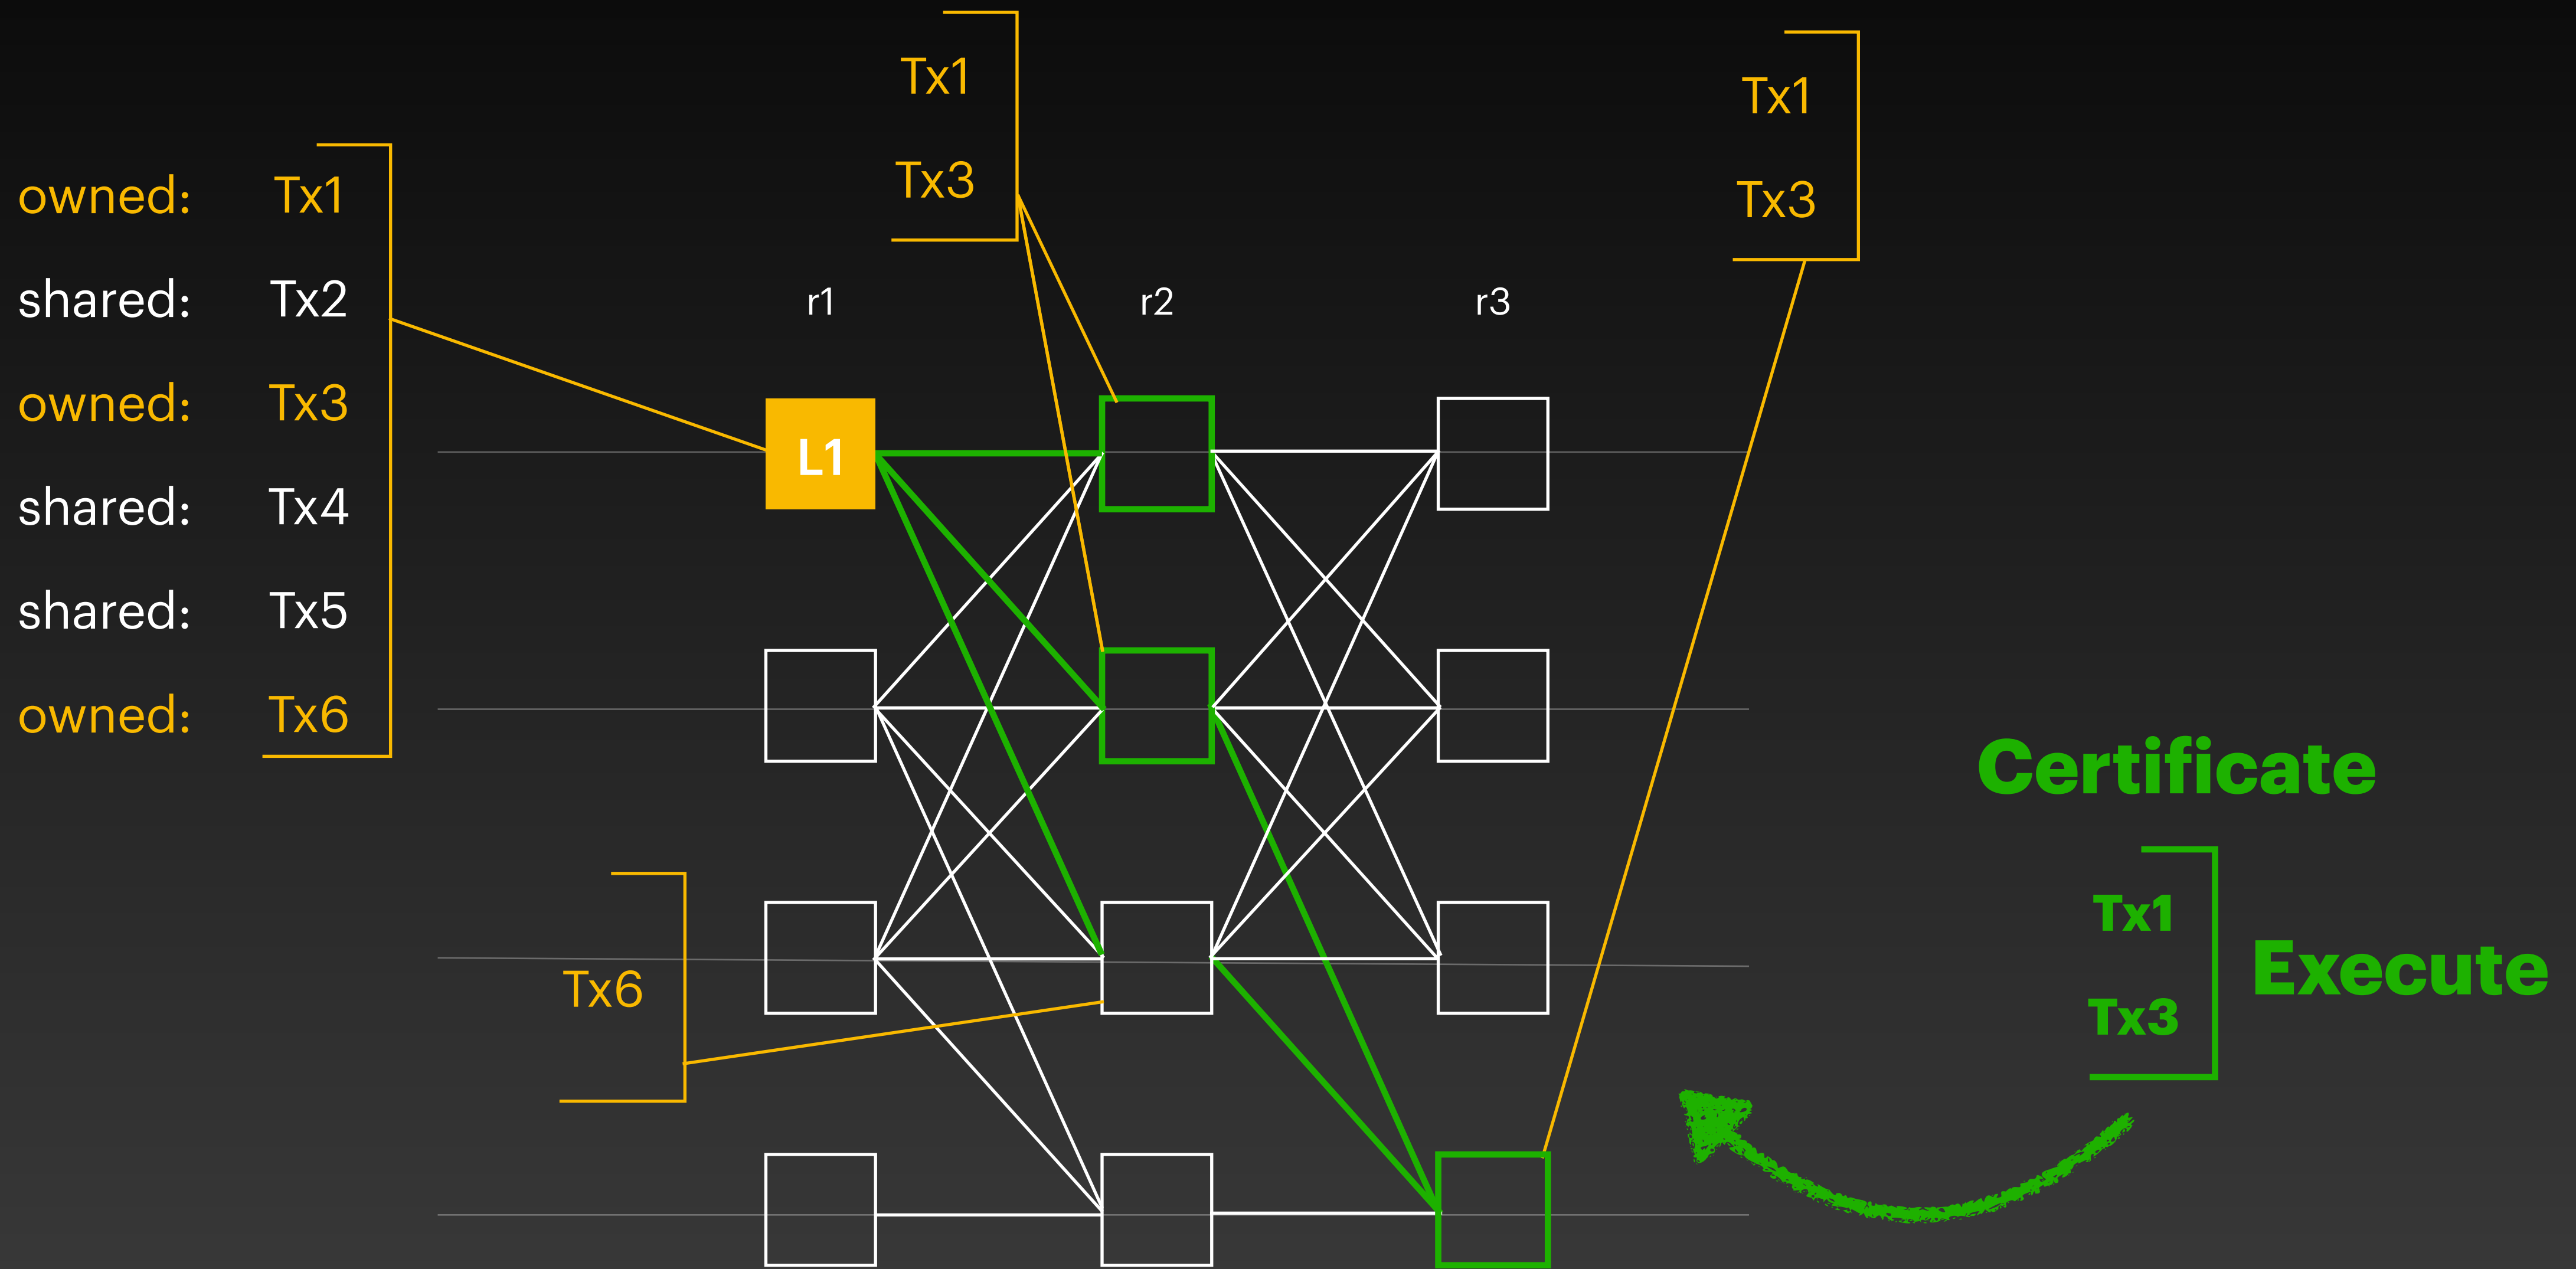 Tx1
Tx3
Tx1
Tx3
owned: Tx1
shared: Tx2
owned: Tx3
shared: Tx4
shared: Tx5
owned: Tx6
r1 r2 r3
L1
Tx6
Certificate
Tx1
Tx3
Execute